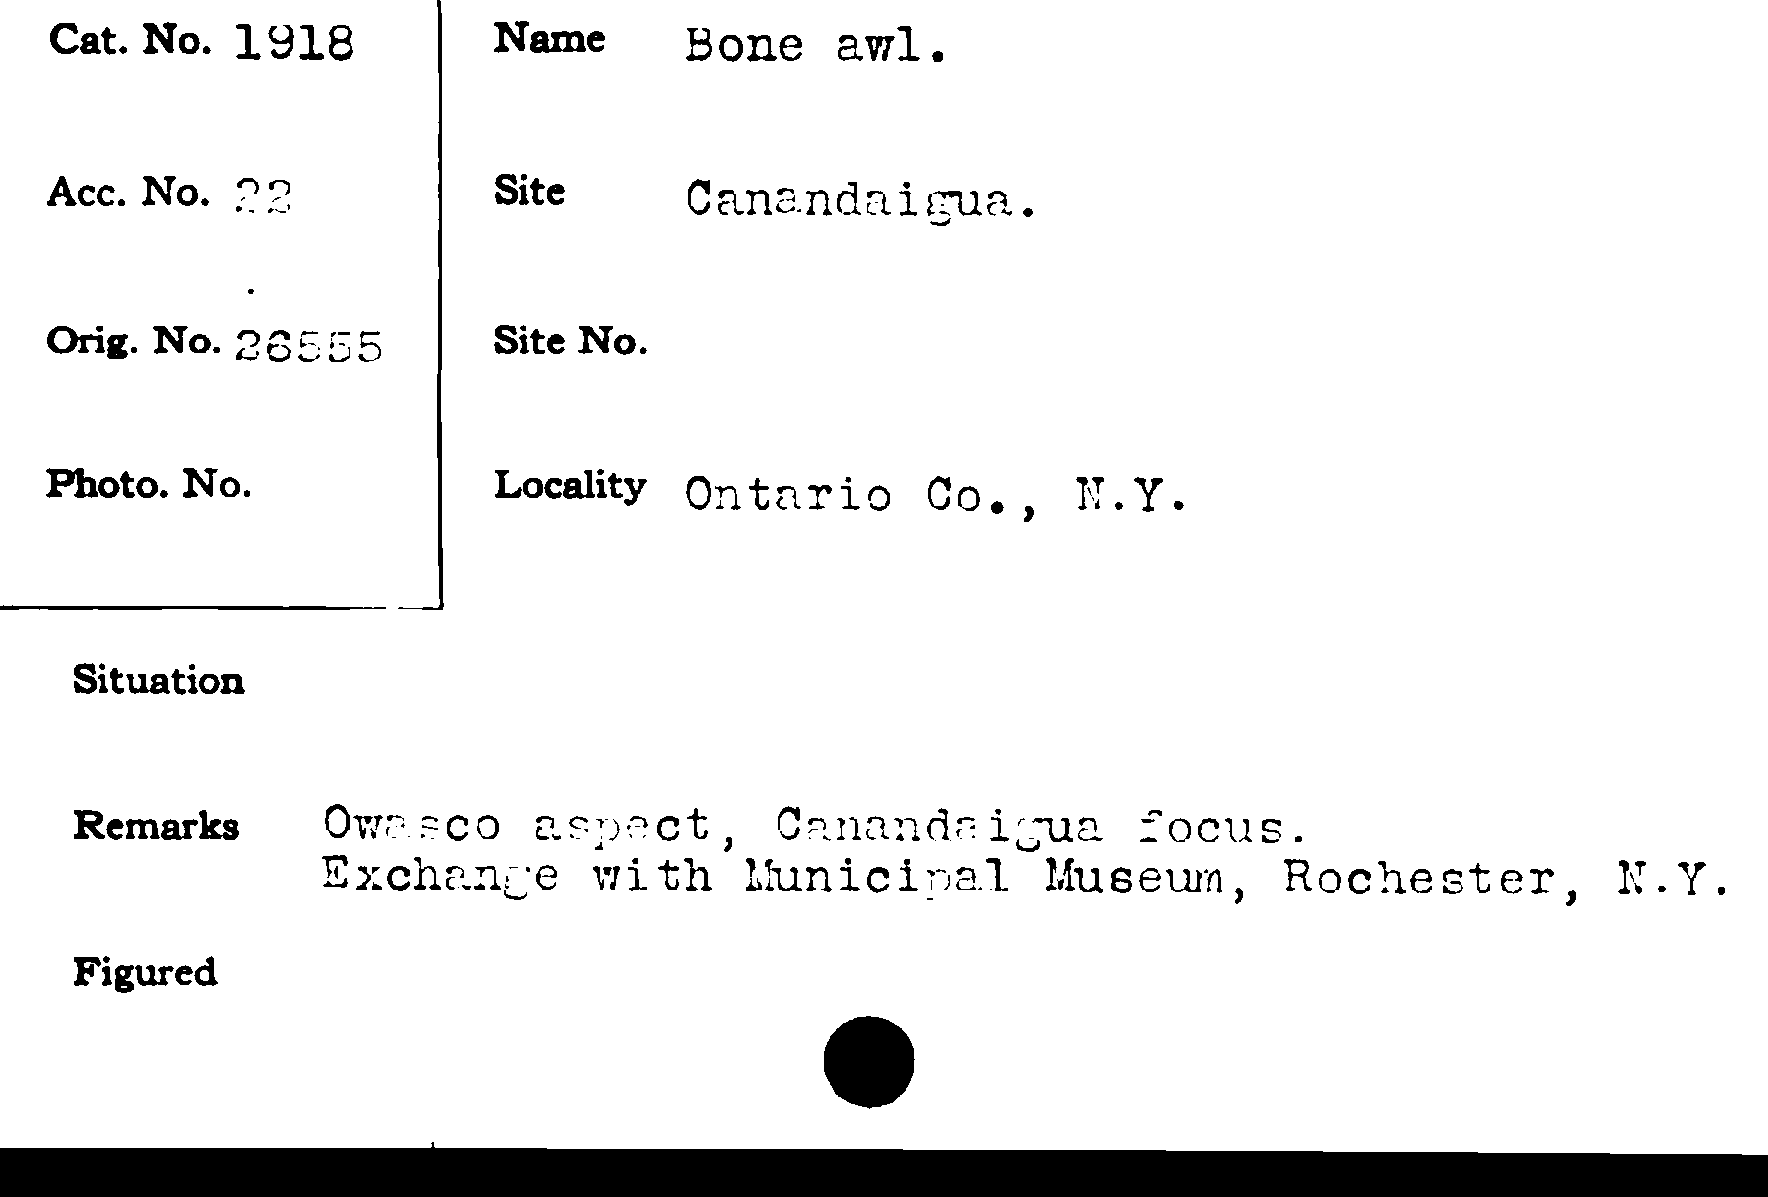 Cat. No. 1918
Name Bone awl.
Acc. No. 22
Site Canandaigua.
Orig. No. 26555
Site No.
Photo. No.
Locality Ontario Co., N.Y.
Situation
Remarks Owasco aspect, Canandaigua focus.
Exchange with Municipal Museum, Rochester, N.Y.
Figured